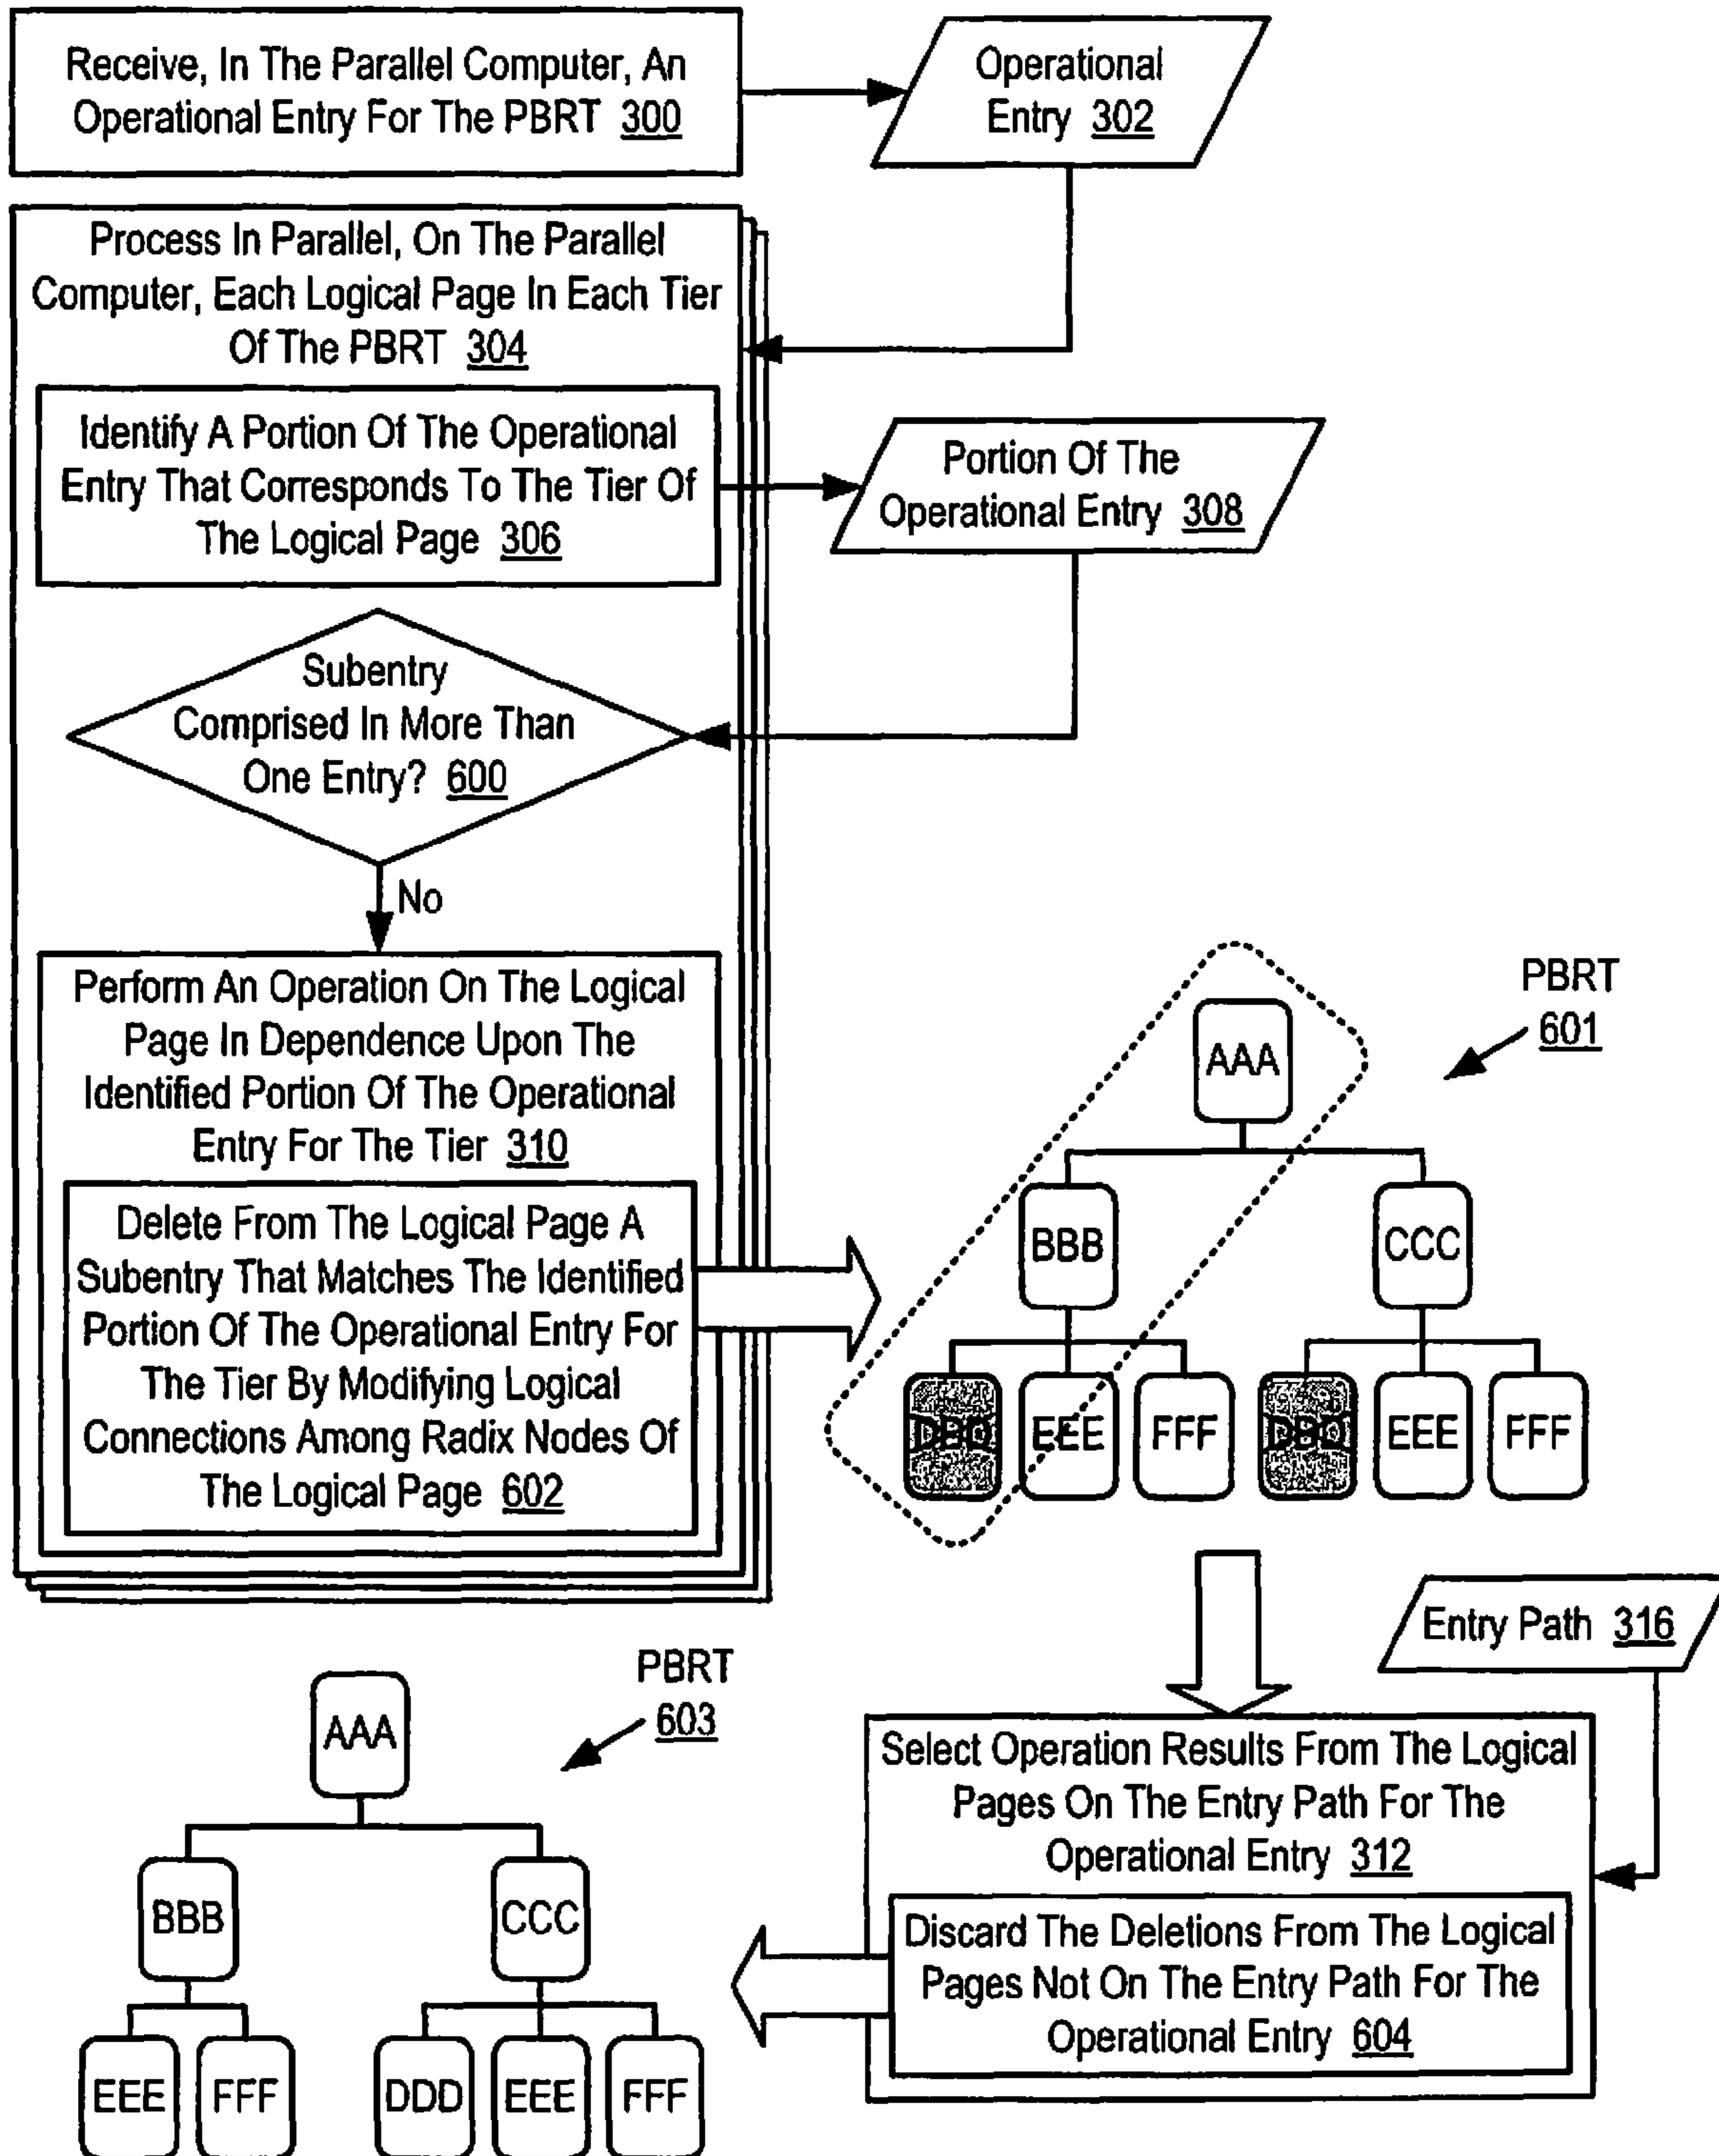 Receive, In The Parallel Computer, An
Operational Entry For The PBRT 300
Operational
Entry 302
Process In Parallel, On The Parallel
Computer, Each Logical Page In Each Tier
Of The PBRT 304
Identify A Portion Of The Operational
Entry That Corresponds To The Tier Of
The Logical Page 306
Portion Of The
Operational Entry 308
Subentry
Comprised In More Than
One Entry? 600
No
Perform An Operation On The Logical
Page In Dependence Upon The
Identified Portion Of The Operational
Entry For The Tier 310
Delete From The Logical Page A
Subentry That Matches The Identified
Portion Of The Operational Entry For
The Tier By Modifying Logical
Connections Among Radix Nodes Of
The Logical Page 602
PBRT
601
AAA
BBB
CCC
EEE
FFF
EEE
FFF
Entry Path 316
Select Operation Results From The Logical
Pages On The Entry Path For The
Operational Entry 312
Discard The Deletions From The Logical
Pages Not On The Entry Path For The
Operational Entry 604
PBRT
603
AAA
BBB
CCC
EEE
FFF
DDD
EEE
FFF